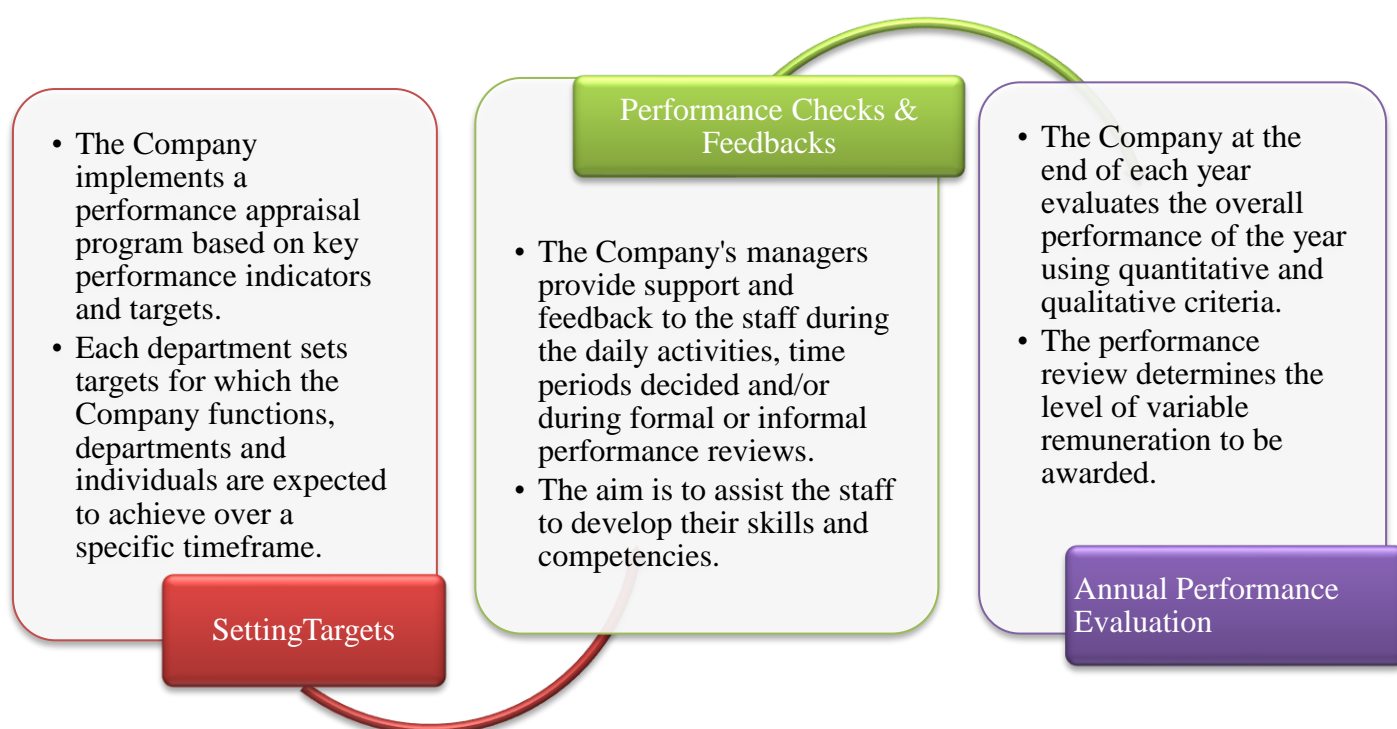 • The Company
implements a
performance appraisal
program based on key
performance indicators
and targets.
• Each department sets
targets for which the
Company functions,
departments and
individuals are expected
to achieve over a
specific timeframe.
SettingTargets
Performance Checks &
Feedbacks
• The Company's managers
provide support and
feedback to the staff during
the daily activities, time
periods decided and/or
during formal or informal
performance reviews.
• The aim is to assist the staff
to develop their skills and
competencies.
• The Company at the
end of each year
evaluates the overall
performance of the year
using quantitative and
qualitative criteria.
• The performance
review determines the
level of variable
remuneration to be
awarded.
Annual Performance
Evaluation